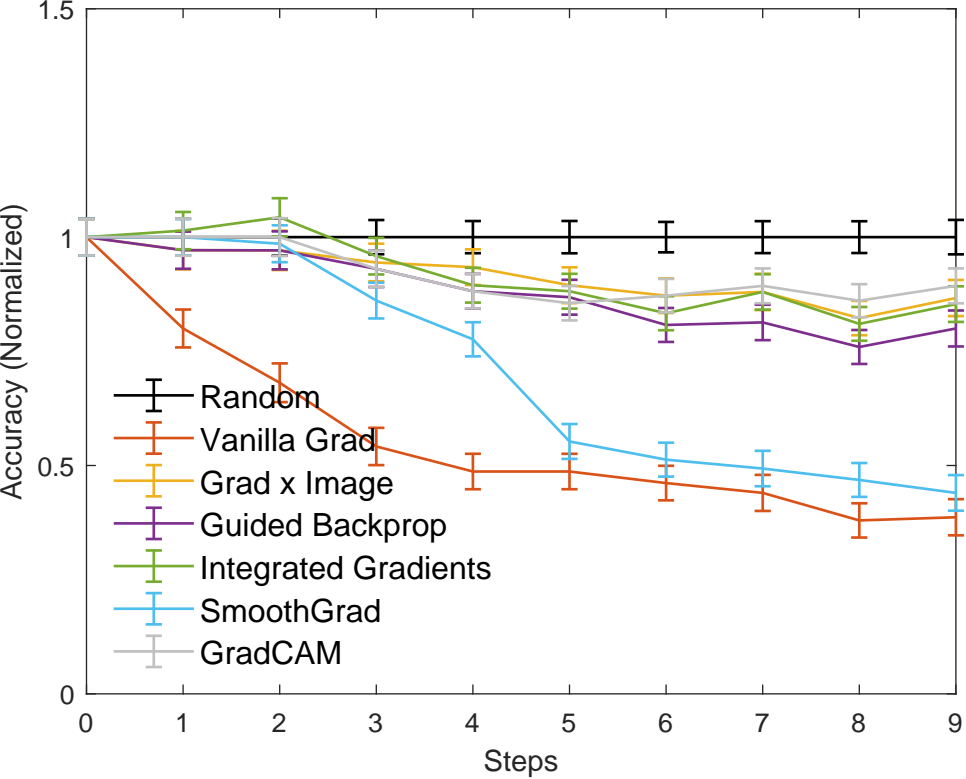 1.5
1
0.5
0
Accuracy (Normalized)
Random
Vanilla Grad
Grad x Image
Guided Backprop
Integrated Gradients
SmoothGrad
GradCAM
0 1 2 3 4 5 6 7 8 9
Steps